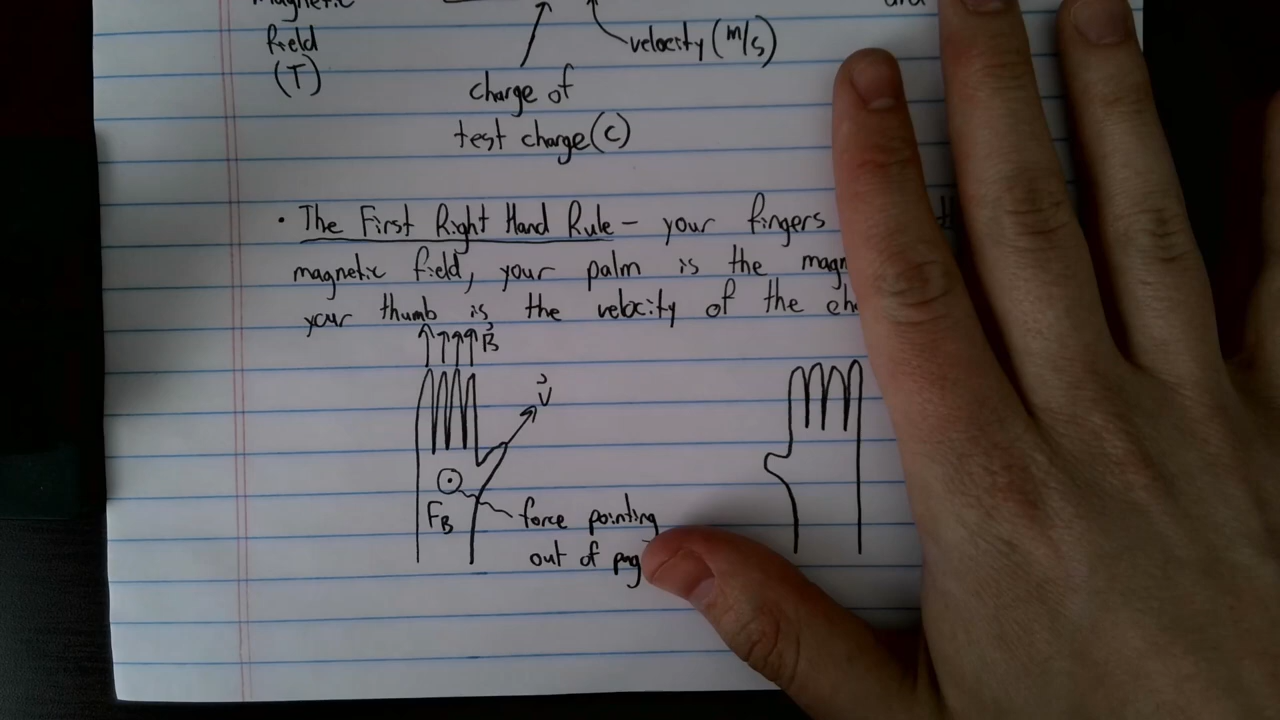 field
velocity (m/s)
(T)
charge of
test charge (C)
• The First Right Hand Rule – your fingers
magnetic field, your palm is the
your thumb is the velocity of the
B
v
F_B
force pointing
out of